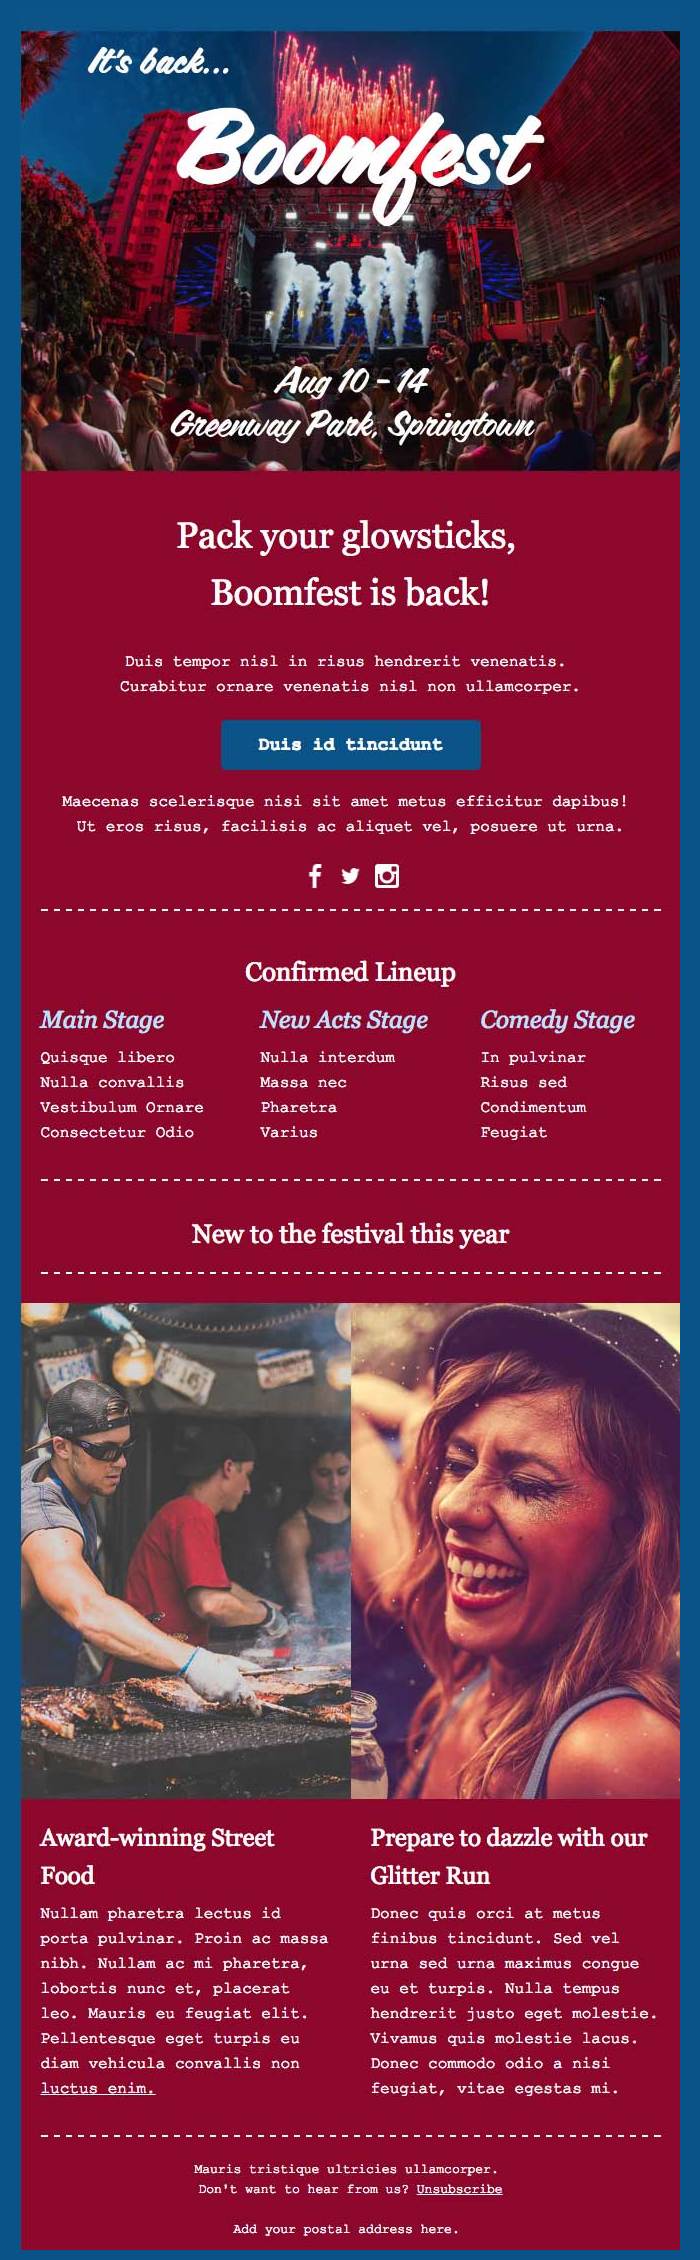 It's back...
Boomfest
Aug 10 - 14
Greenway Park, Springtown
Pack your glowsticks,
Boomfest is back!
Duis tempor nisl in risus hendrerit venenatis.
Curabitur ornare venenatis nisl non ullamcorper.
Duis id tincidunt
Maecenas scelerisque nisi sit amet metus efficitur dapibus!
Ut eros risus, facilisis ac aliquet vel, posuere ut urna.
Confirmed Lineup
Main Stage
Quisque libero
Nulla convallis
Vestibulum Ornare
Consectetur Odio
New Acts Stage
Nulla interdum
Massa nec
Pharetra
Varius
Comedy Stage
In pulvinar
Risus sed
Condimentum
Feugiat
New to the festival this year
Award-winning Street
Food
Nullam pharetra lectus id
porta pulvinar. Proin ac massa
nibh. Nullam ac mi pharetra,
lobortis nunc et, placerat
leo. Mauris eu feugiat elit.
Pellentesque eget turpis eu
diam vehicula convallis non
luctus enim.
Prepare to dazzle with our
Glitter Run
Donec quis orci at metus
finibus tincidunt. Sed vel
urna sed urna maximus congue
eu et turpis. Nulla tempus
hendrerit justo eget molestie.
Vivamus quis molestie lacus.
Donec commodo odio a nisi
feugiat, vitae egestas mi.
Mauris tristique ultricies ullamcorper.
Don't want to hear from us? Unsubscribe
Add your postal address here.